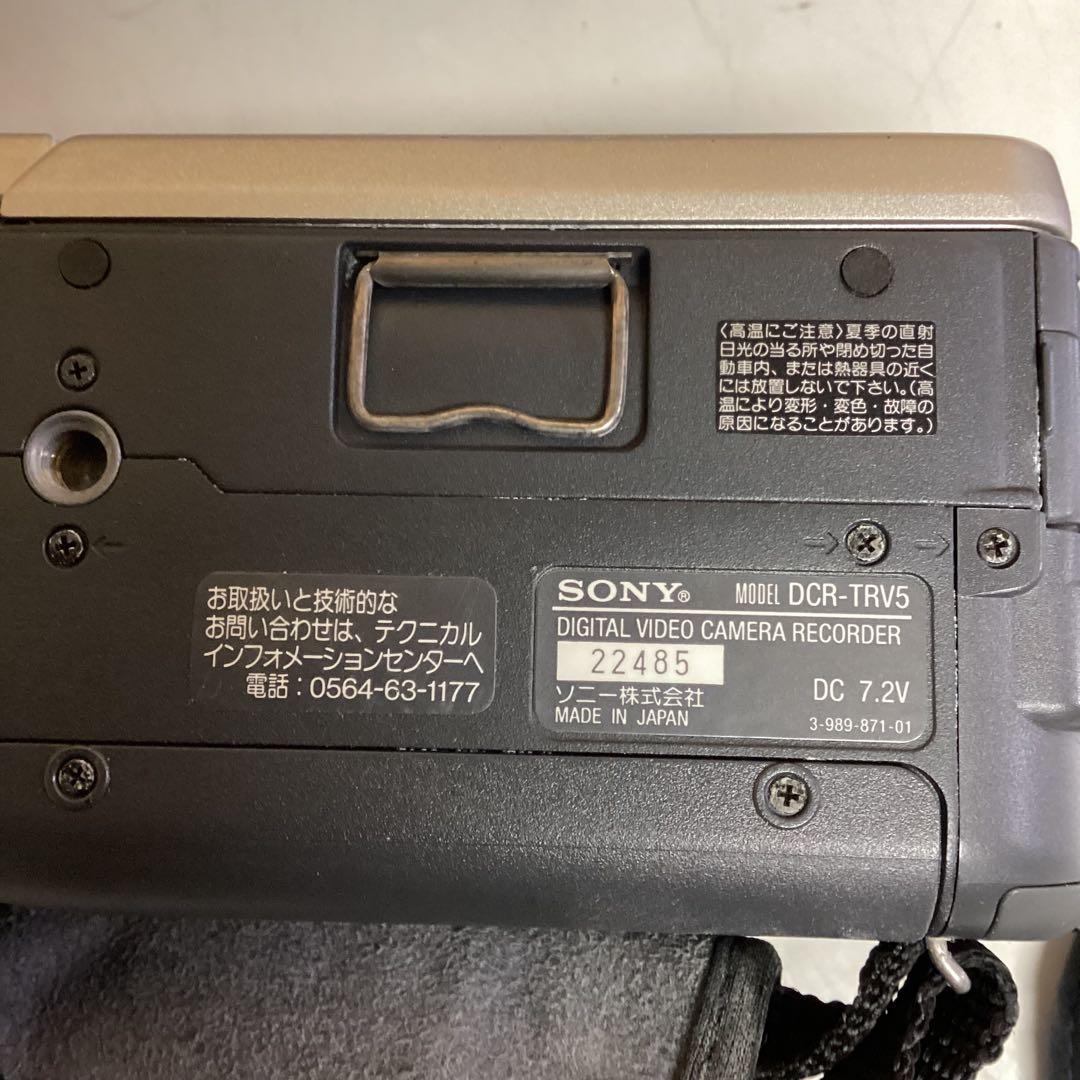 〈高温にご注意〉夏季の直射
日光の当る所や閉め切った自
動車内、または熱器具の近く
には放置しないで下さい。(高
温により変形・変色・故障の
原因になることがあります。)
お取扱いと技術的な
お問い合わせは、テクニカル
インフォメーションセンターへ
電話：0564-63-1177
SONY® MODEL DCR-TRV5
DIGITAL VIDEO CAMERA RECORDER
22485
ソニー株式会社 DC 7.2V
MADE IN JAPAN 3-989-871-01